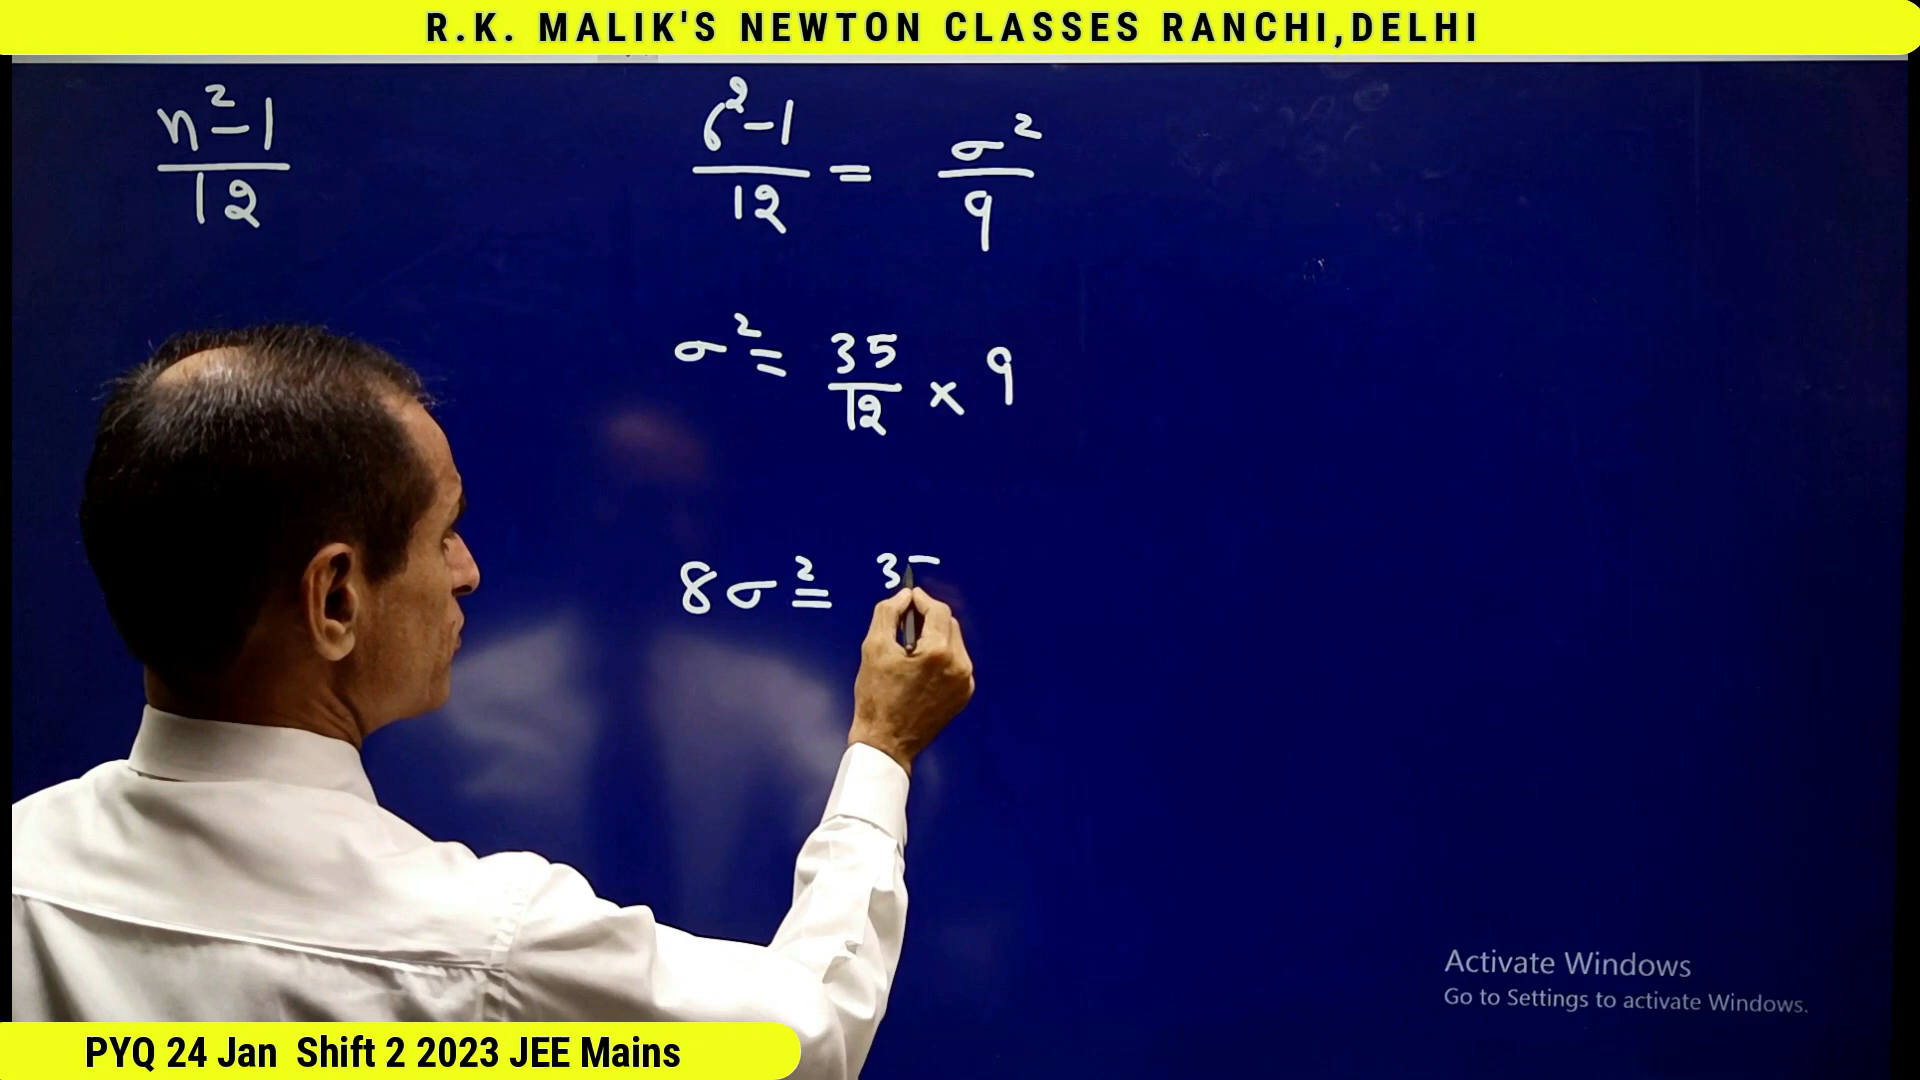 R.K. MALIK'S NEWTON CLASSES RANCHI,DELHI
n²-1 / 12
6²-1 / 12 = σ² / 9
σ² = 35 / 12 × 9
8σ² = 35
Activate Windows
Go to Settings to activate Windows.
PYQ 24 Jan Shift 2 2023 JEE Mains